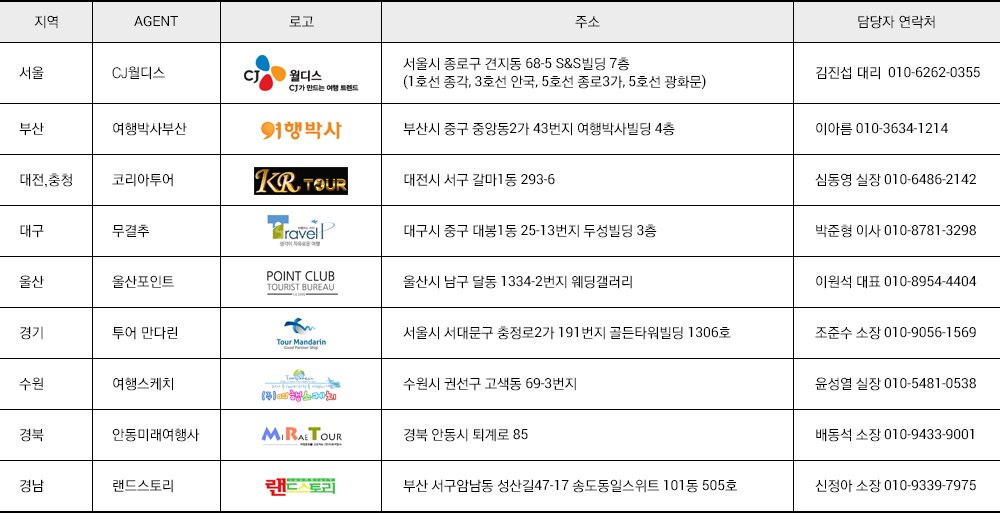 지역 AGENT 로고 주소 담당자 연락처
서울 CJ월디스 CJ 월디스 CJ가 만드는 여행 트렌드 서울시 종로구 견지동 68-5 S&S빌딩 7층 김진섭 대리 010-6262-0355
(1호선 종각, 3호선 안국, 5호선 종로3가, 5호선 광화문)
부산 여행박사부산 여행박사 부산시 중구 중앙동2가 43번지 여행박사빌딩 4층 이아름 010-3634-1214
대전,충청 코리아투어 KR TOUR 대전시 서구 갈마1동 293-6 심동영 실장 010-6486-2142
대구 무결추 Travel 생각이 자유로운 여행 대구시 중구 대봉1동 25-13번지 두성빌딩 3층 박준형 이사 010-8781-3298
울산 울산포인트 POINT CLUB 울산시 남구 달동 1334-2번지 웨딩갤러리 이원석 대표 010-8954-4404
TOURIST BUREAU
경기 투어 만다린 Tour Mandarin 서울시 서대문구 충정로2가 191번지 골든타워빌딩 1306호 조준수 소장 010-9056-1569
Good Partner Ship
수원 여행스케치 (주)여행스케치 수원시 권선구 고색동 69-3번지 윤성열 실장 010-5481-0538
경북 안동미래여행사 MIRAE TOUR 경북 안동시 퇴계로 85 배동석 소장 010-9433-9001
경남 랜드스토리 랜드스토리 부산 서구암남동 성산길47-17 송도동일스위트 101동 505호 신정아 소장 010-9339-7975